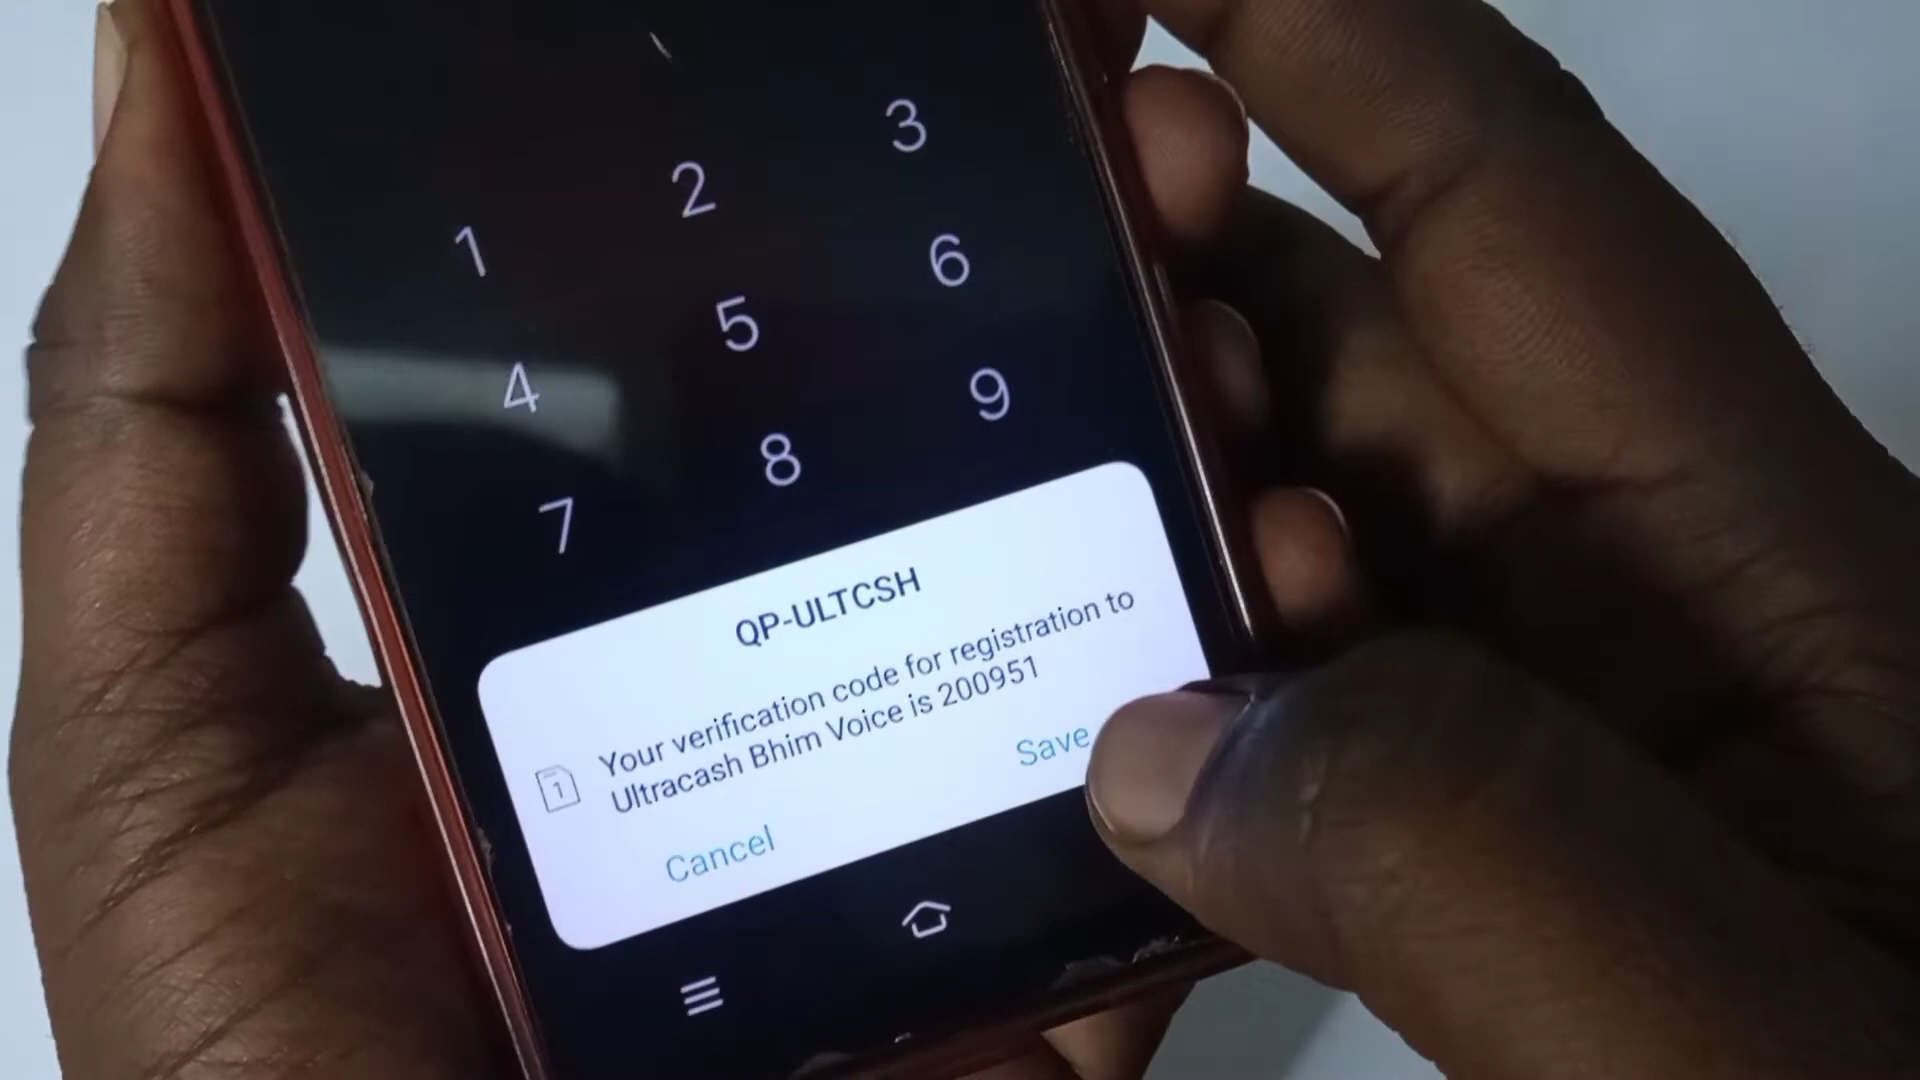 1 2 3
4 5 6
7 8 9
QP-ULTCSH
Your verification code for registration to
Ultracash Bhim Voice is 200951
1
Cancel Save